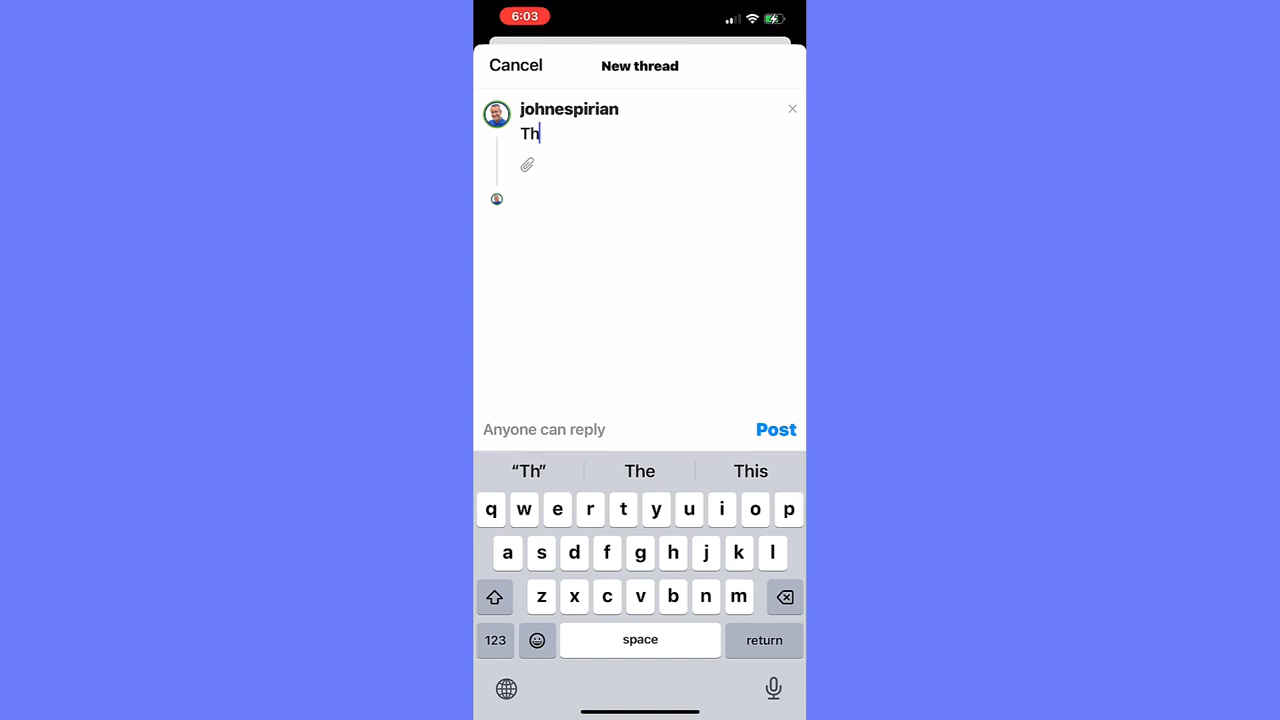 6:03
Cancel New thread
johnespirian
Th
Anyone can reply Post
“Th” The This
q w e r t y u i o p
a s d f g h j k l
z x c v b n m
123 space return